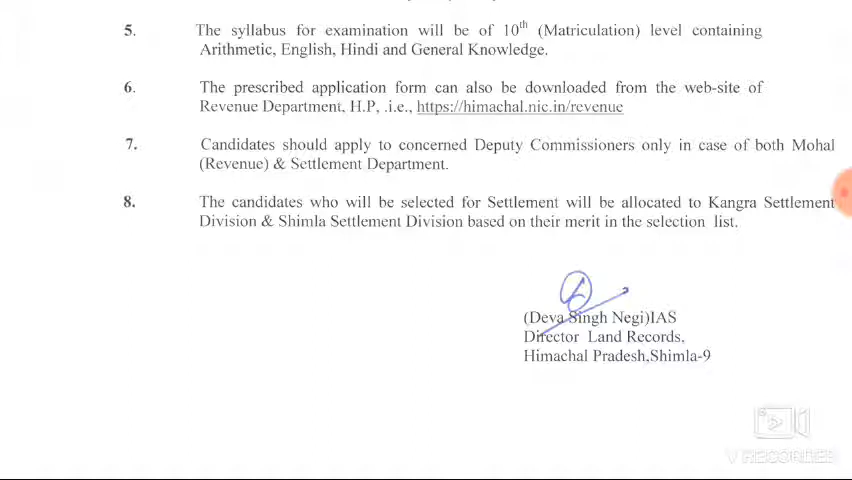 5. The syllabus for examination will be of 10th (Matriculation) level containing
Arithmetic, English, Hindi and General Knowledge.
6. The prescribed application form can also be downloaded from the web-site of
Revenue Department, H.P, .i.e., https://himachal.nic.in/revenue
7. Candidates should apply to concerned Deputy Commissioners only in case of both Mohal
(Revenue) & Settlement Department.
8. The candidates who will be selected for Settlement will be allocated to Kangra Settlement
Division & Shimla Settlement Division based on their merit in the selection list.
(Deva Singh Negi)IAS
Director Land Records,
Himachal Pradesh,Shimla-9
V RECORDER